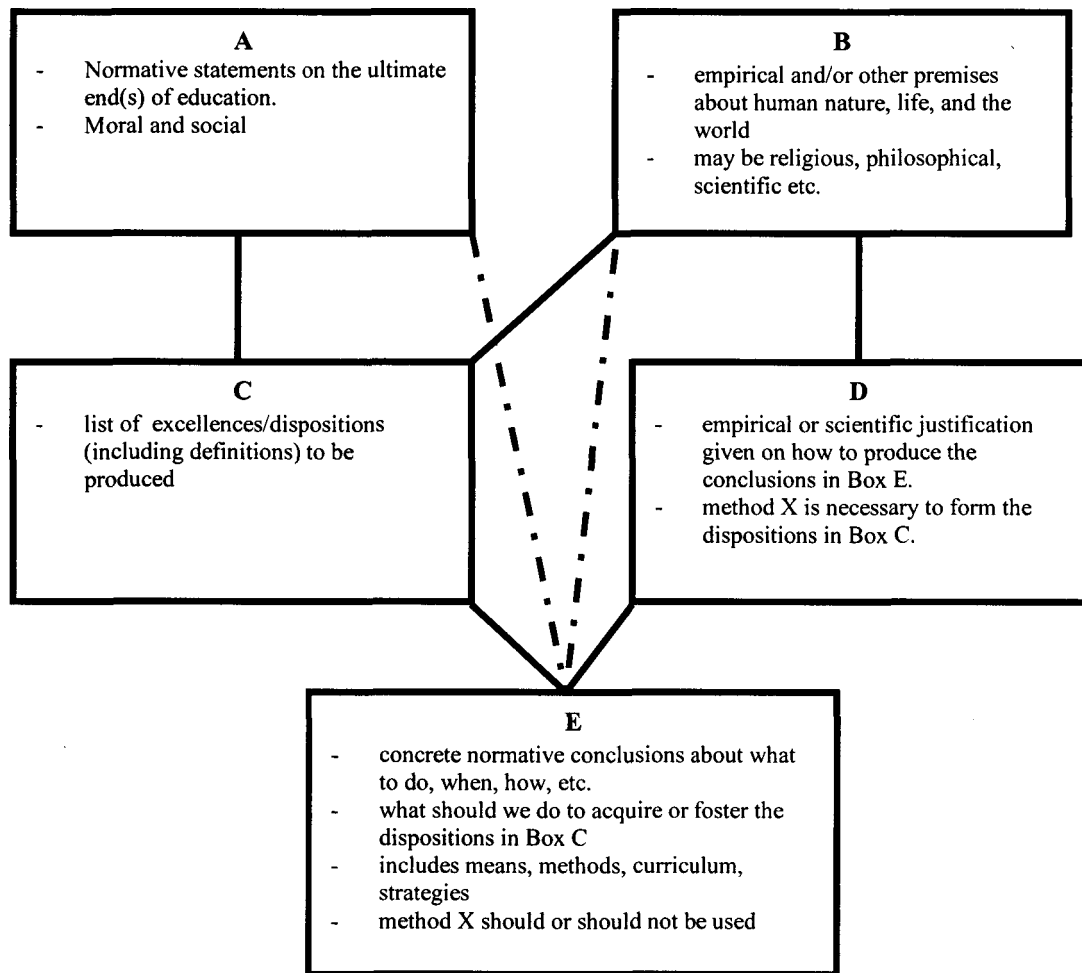 A
- Normative statements on the ultimate
end(s) of education.
- Moral and social
B
- empirical and/or other premises
about human nature, life, and the
world
- may be religious, philosophical,
scientific etc.
C
- list of excellences/dispositions
(including definitions) to be
produced
D
- empirical or scientific justification
given on how to produce the
conclusions in Box E.
- method X is necessary to form the
dispositions in Box C.
E
- concrete normative conclusions about what
to do, when, how, etc.
- what should we do to acquire or foster the
dispositions in Box C
- includes means, methods, curriculum,
strategies
- method X should or should not be used